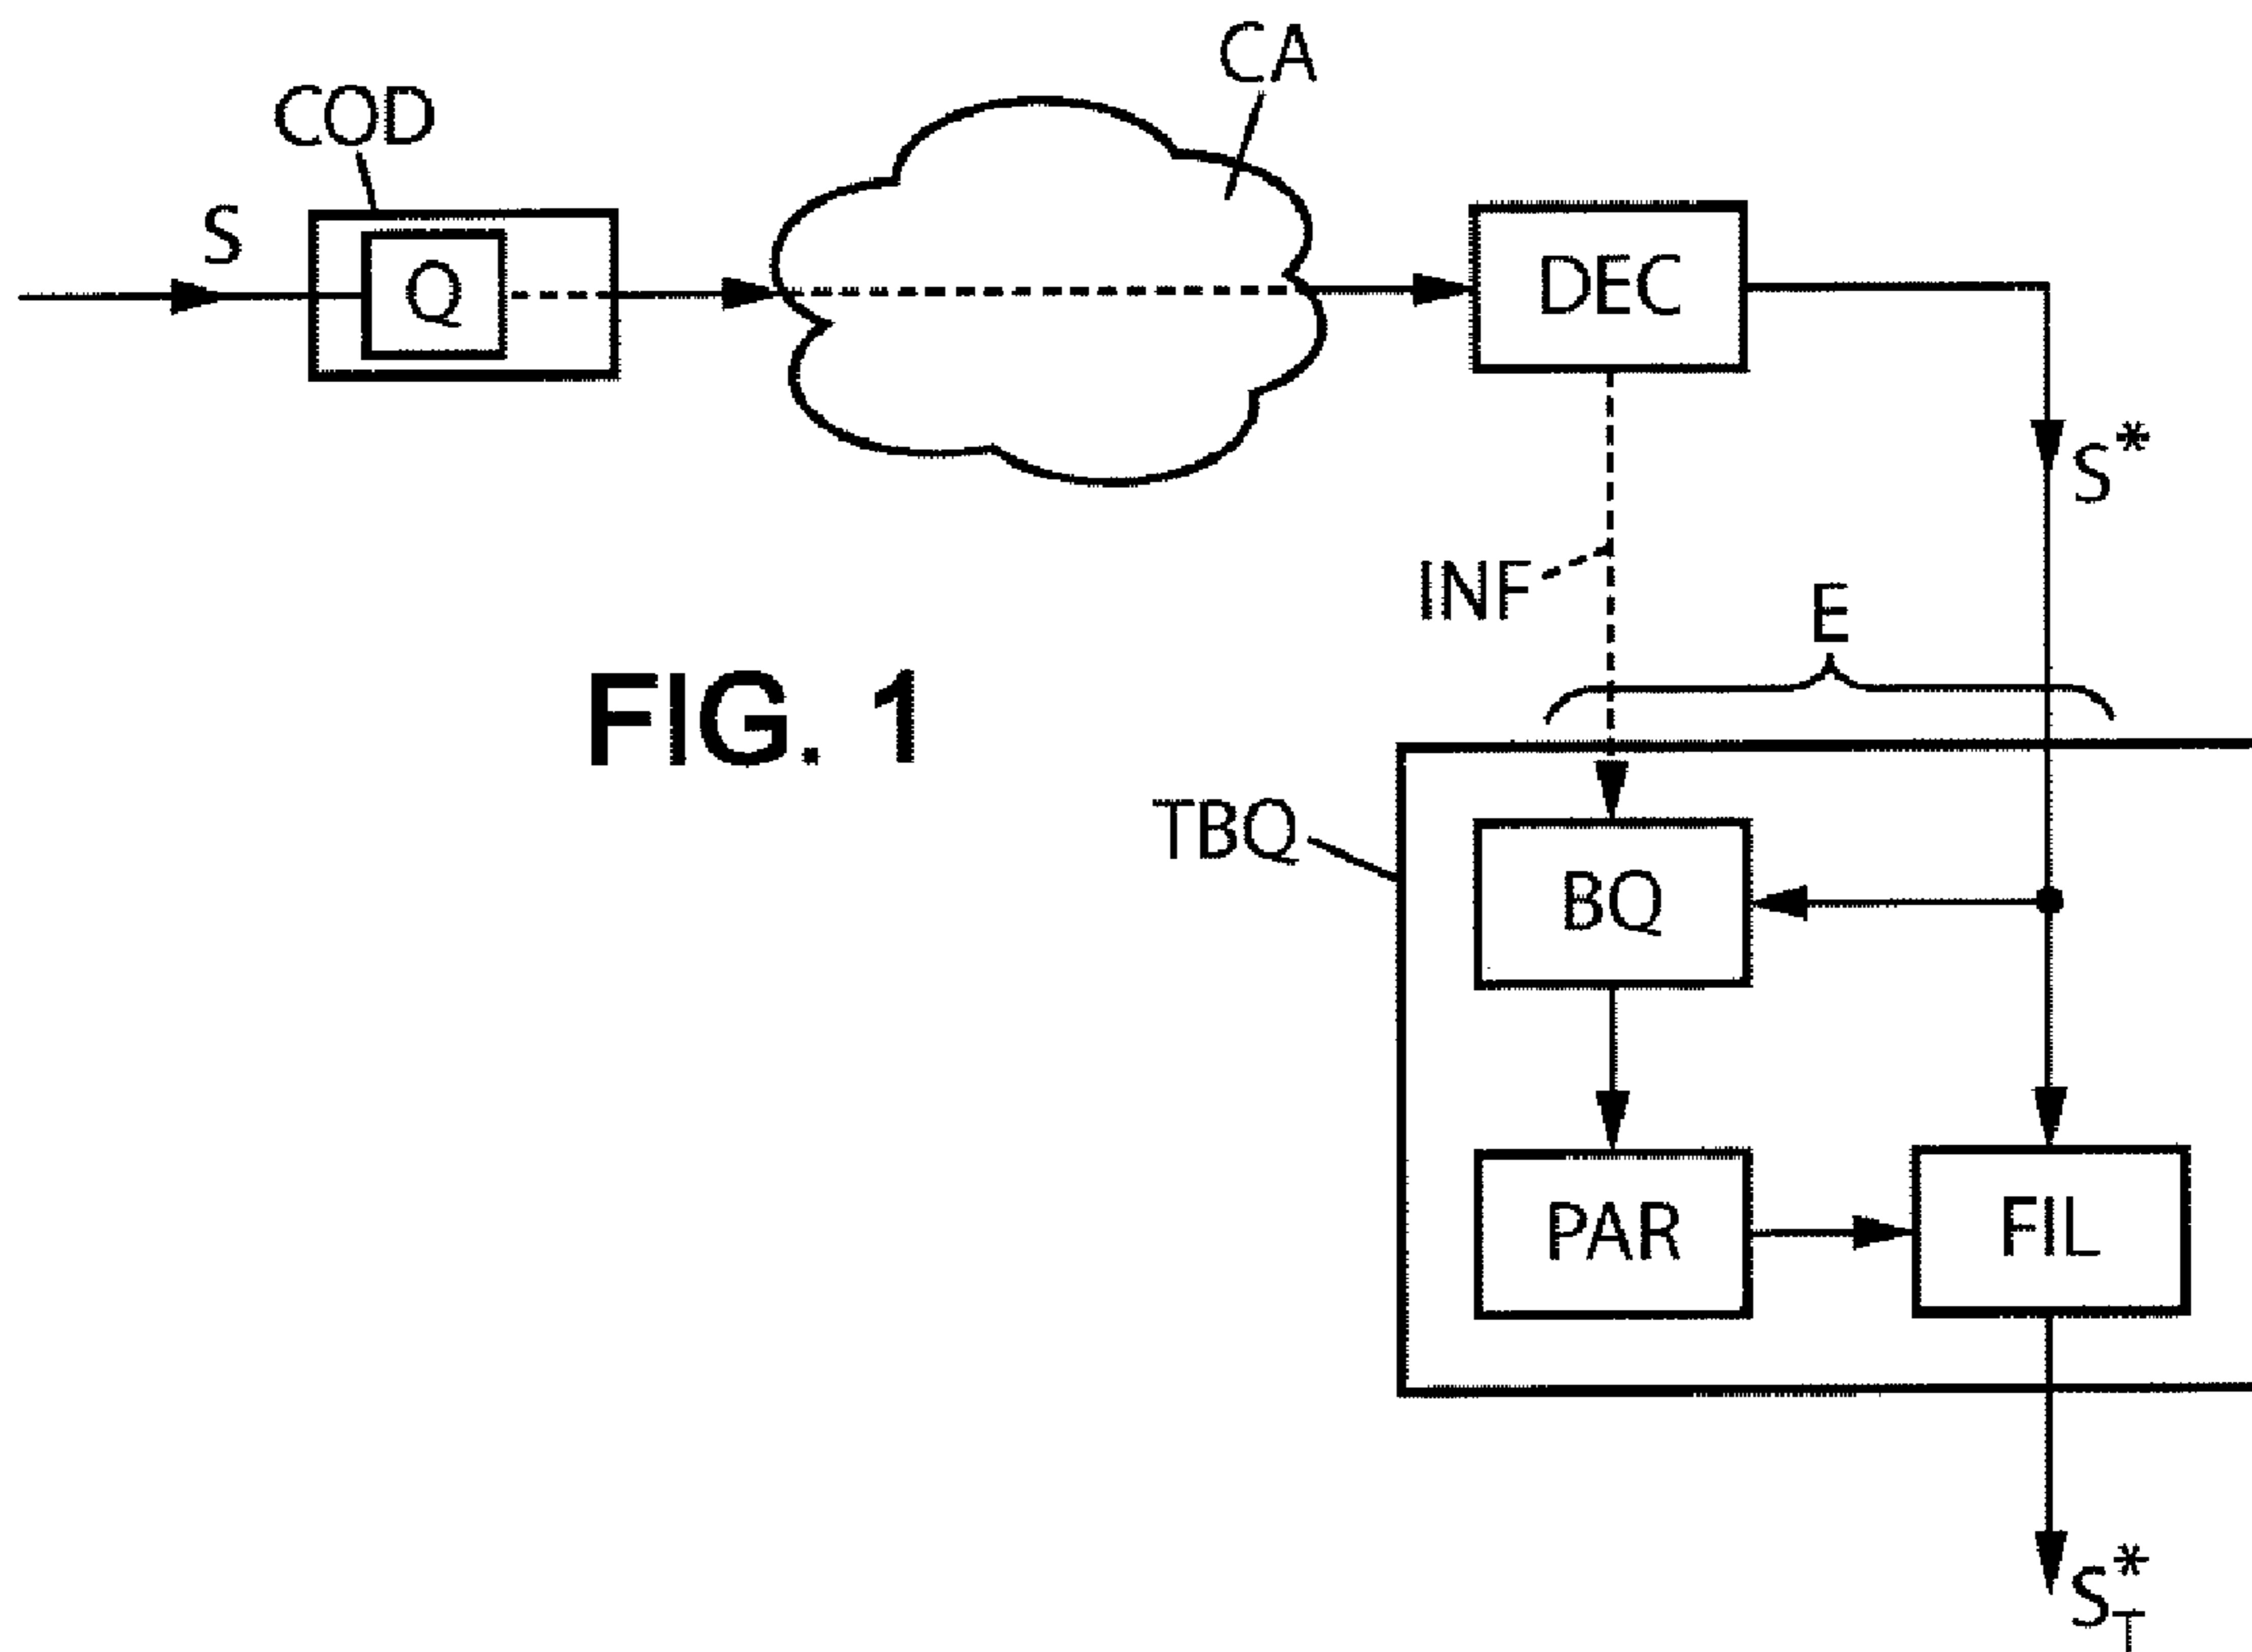 CA
COD
S
Q
DEC
S*
INF
E
FIG. 1
TBQ
BQ
PAR
FIL
S*T